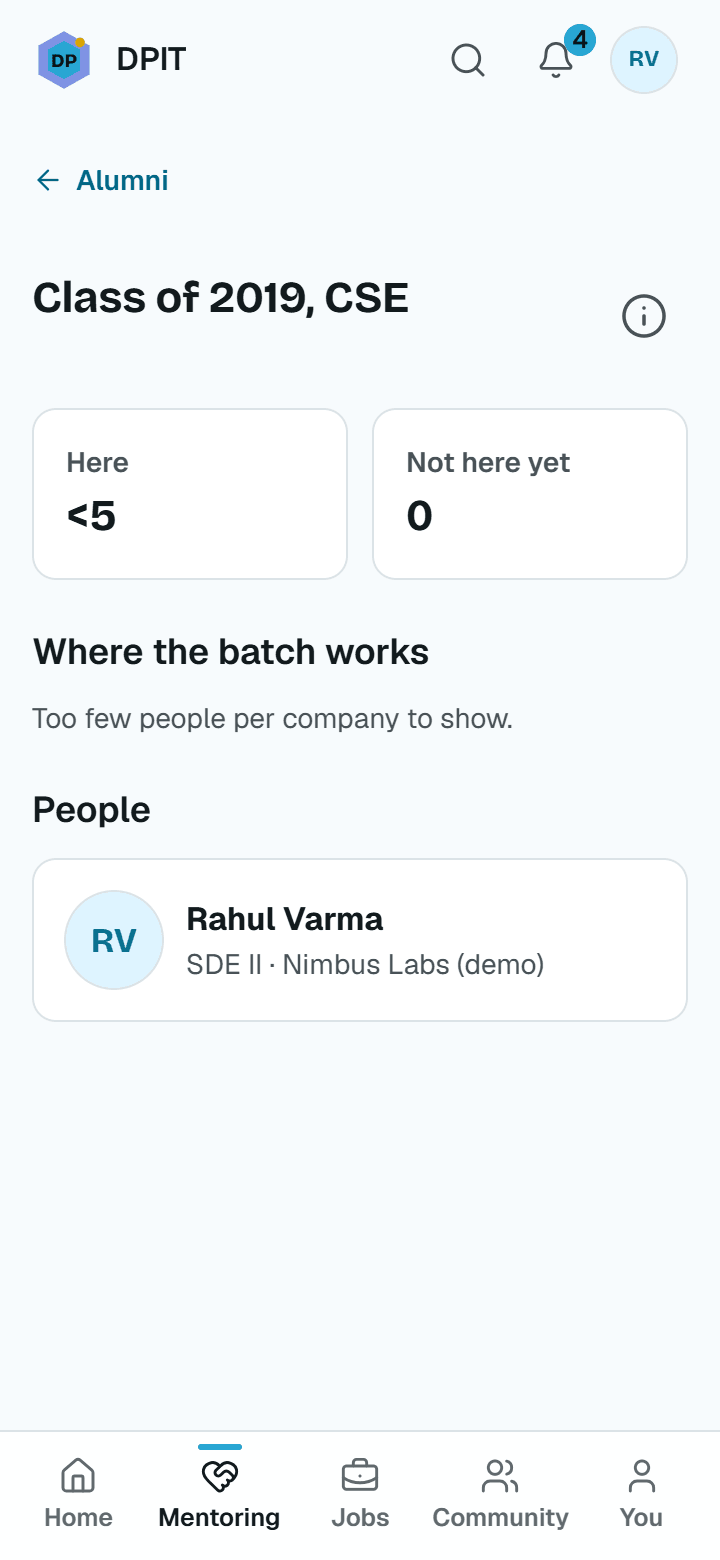 DP
DPIT
4
RV
Alumni
Class of 2019, CSE
Here
<5
Not here yet
0
Where the batch works
Too few people per company to show.
People
RV
Rahul Varma
SDE II · Nimbus Labs (demo)
Home
Mentoring
Jobs
Community
You